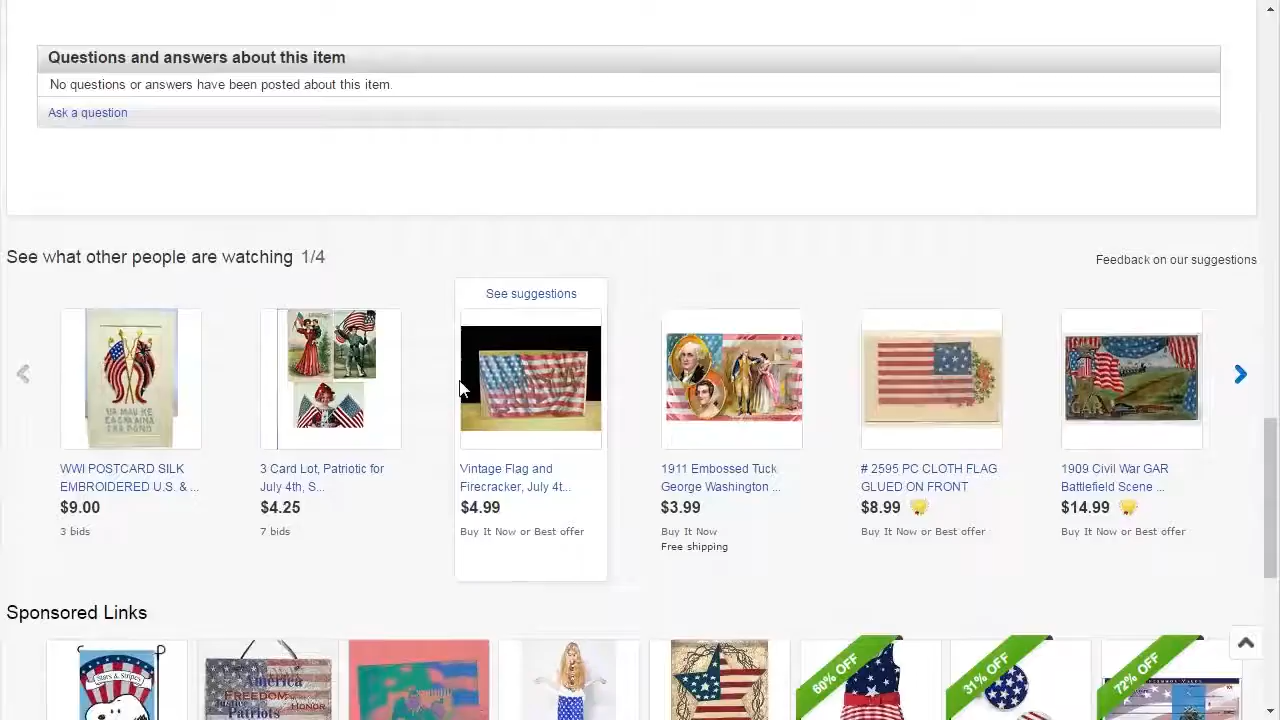 Questions and answers about this item
No questions or answers have been posted about this item.
Ask a question
See what other people are watching 1/4
Feedback on our suggestions
See suggestions
WWI POSTCARD SILK
EMBROIDERED U.S. & ...
$9.00
3 bids
3 Card Lot, Patriotic for
July 4th, S...
$4.25
7 bids
Vintage Flag and
Firecracker, July 4t...
$4.99
Buy It Now or Best offer
1911 Embossed Tuck
George Washington ...
$3.99
Buy It Now
Free shipping
# 2595 PC CLOTH FLAG
GLUED ON FRONT
$8.99
Buy It Now or Best offer
1909 Civil War GAR
Battlefield Scene ...
$14.99
Buy It Now or Best offer
Sponsored Links
Stars & Stripes
America
FREEDOM
HONOR
Patriots
60% OFF
31% OFF
72% OFF